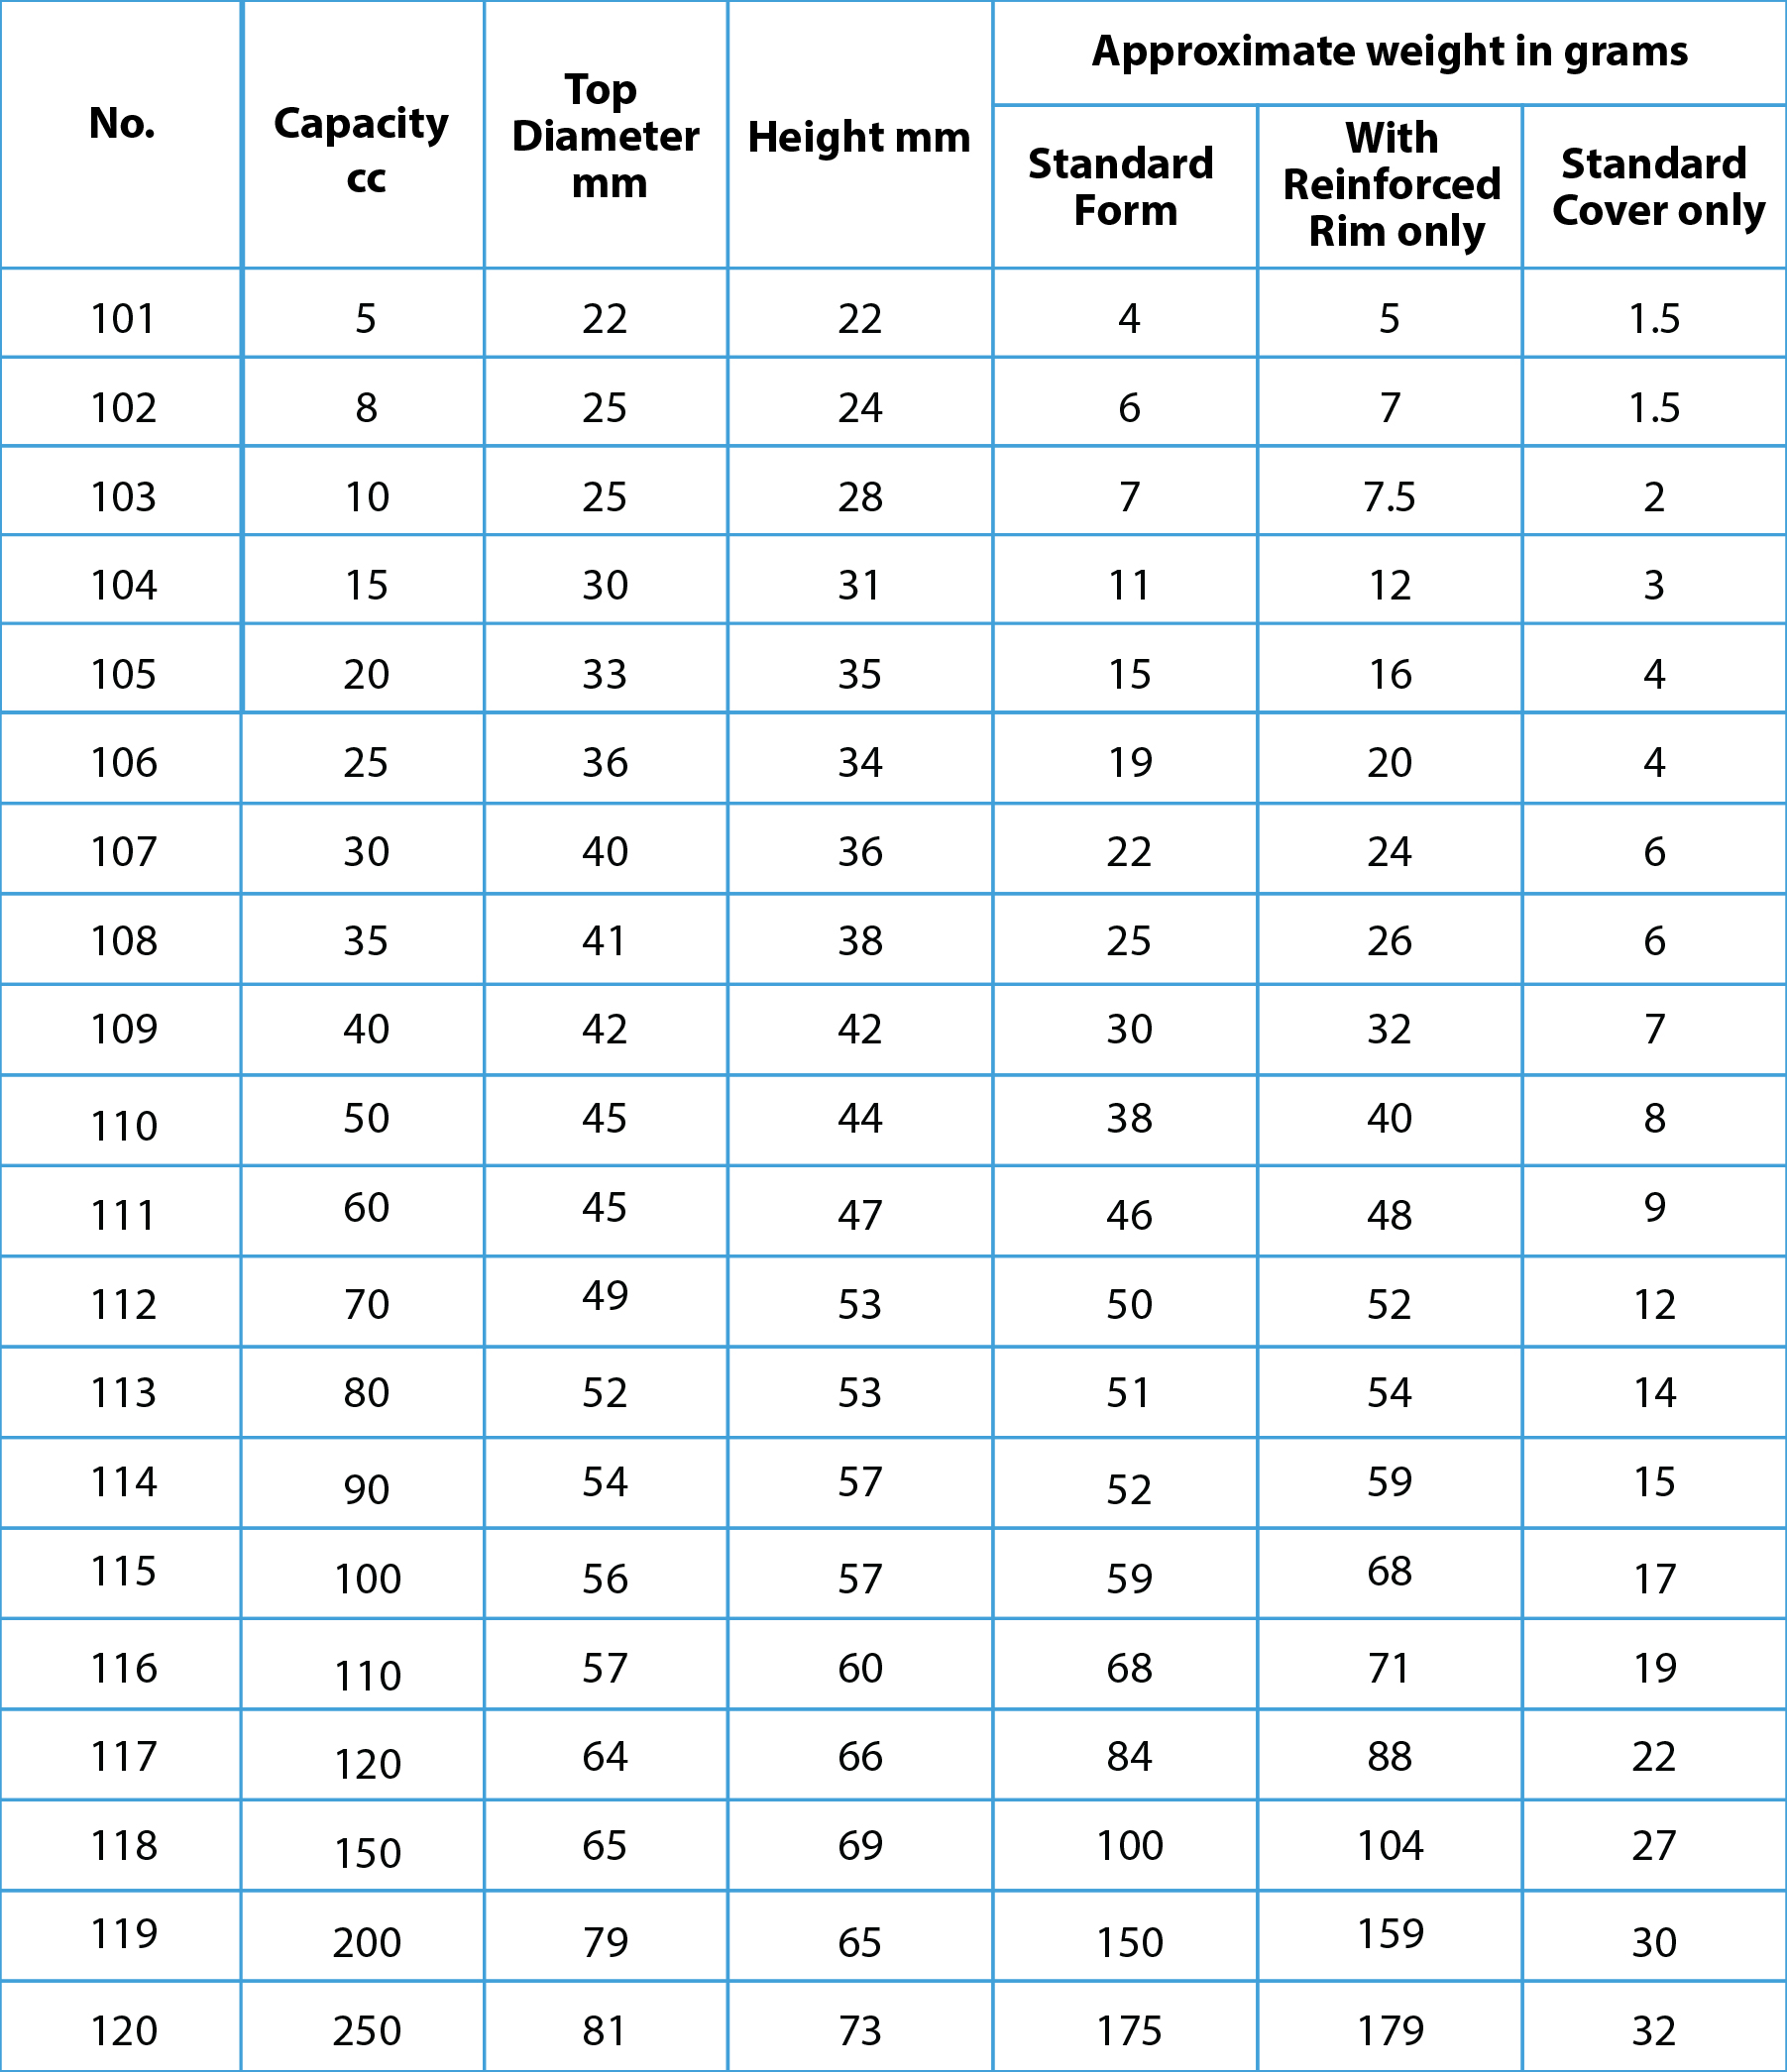 No. Capacity cc Top Diameter mm Height mm Approximate weight in grams
Standard Form With Reinforced Rim only Standard Cover only
101 5 22 22 4 5 1.5
102 8 25 24 6 7 1.5
103 10 25 28 7 7.5 2
104 15 30 31 11 12 3
105 20 33 35 15 16 4
106 25 36 34 19 20 4
107 30 40 36 22 24 6
108 35 41 38 25 26 6
109 40 42 42 30 32 7
110 50 45 44 38 40 8
111 60 45 47 46 48 9
112 70 49 53 50 52 12
113 80 52 53 51 54 14
114 90 54 57 52 59 15
115 100 56 57 59 68 17
116 110 57 60 68 71 19
117 120 64 66 84 88 22
118 150 65 69 100 104 27
119 200 79 65 150 159 30
120 250 81 73 175 179 32